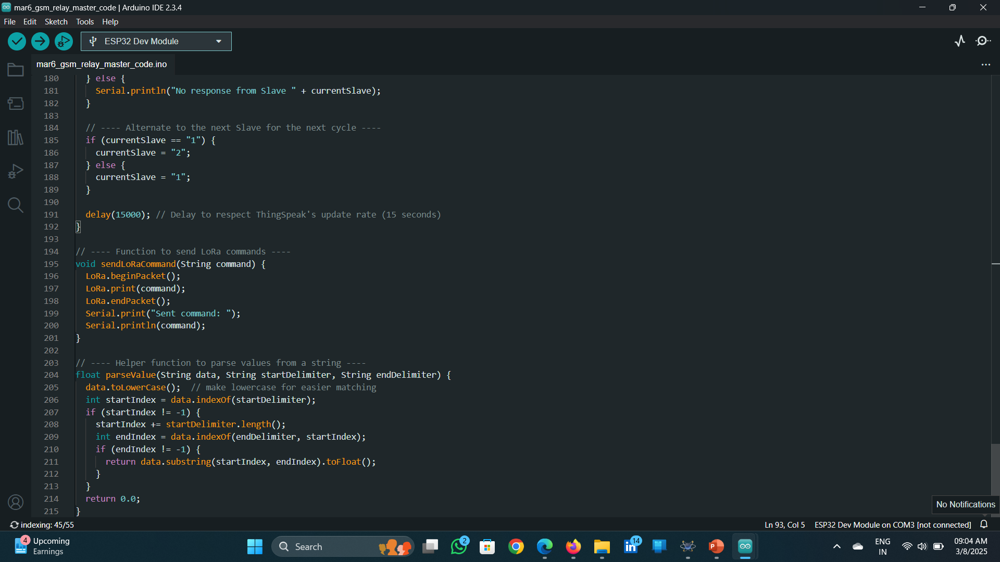 mar6_gsm_relay_master_code | Arduino IDE 2.3.4
File Edit Sketch Tools Help
ESP32 Dev Module
mar6_gsm_relay_master_code.ino
180 } else {
181 Serial.println("No response from Slave " + currentSlave);
182 }
183
184 // ---- Alternate to the next Slave for the next cycle ----
185 if (currentSlave == "1") {
186 currentSlave = "2";
187 } else {
188 currentSlave = "1";
189 }
190
191 delay(15000); // Delay to respect ThingSpeak's update rate (15 seconds)
192 }
193
194 // ---- Function to send LoRa commands ----
195 void sendLoRaCommand(String command) {
196 LoRa.beginPacket();
197 LoRa.print(command);
198 LoRa.endPacket();
199 Serial.print("Sent command: ");
200 Serial.println(command);
201 }
202
203 // ---- Helper function to parse values from a string ----
204 float parseValue(String data, String startDelimiter, String endDelimiter) {
205 data.toLowerCase();  // make lowercase for easier matching
206 int startIndex = data.indexOf(startDelimiter);
207 if (startIndex != -1) {
208 startIndex += startDelimiter.length();
209 int endIndex = data.indexOf(endDelimiter, startIndex);
210 if (endIndex != -1) {
211 return data.substring(startIndex, endIndex).toFloat();
212 }
213 }
214 return 0.0;
215 }
No Notifications
indexing: 45/55
Ln 93, Col 5 ESP32 Dev Module on COM3 [not connected]
4
Upcoming
Earnings
Search
2
14
ENG
IN
09:04 AM
3/8/2025